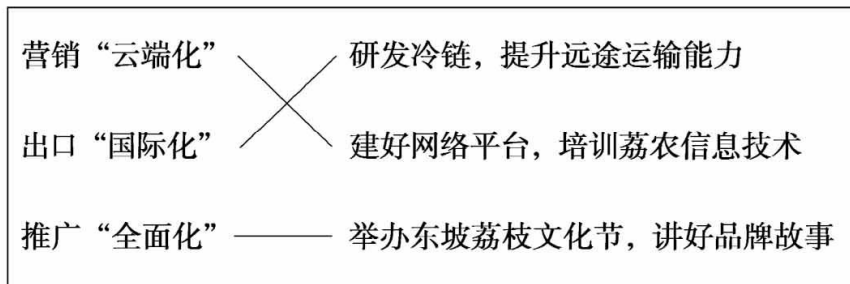 营销“云端化” 研发冷链，提升远途运输能力
出口“国际化” 建好网络平台，培训荔农信息技术
推广“全面化” 举办东坡荔枝文化节，讲好品牌故事